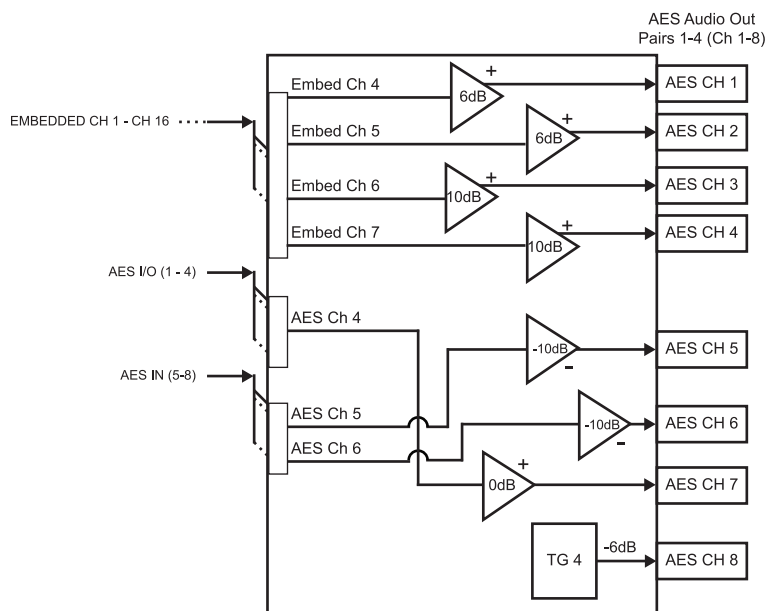 AES Audio Out
Pairs 1-4 (Ch 1-8)
Embed Ch 4
+
6dB
AES CH 1
EMBEDDED CH 1 - CH 16
Embed Ch 5
+
6dB
AES CH 2
Embed Ch 6
+
10dB
AES CH 3
Embed Ch 7
+
10dB
AES CH 4
AES I/O (1 - 4)
AES Ch 4
-10dB
-
AES CH 5
AES IN (5-8)
AES Ch 5
-10dB
-
AES CH 6
AES Ch 6
+
0dB
AES CH 7
TG 4
-6dB
AES CH 8